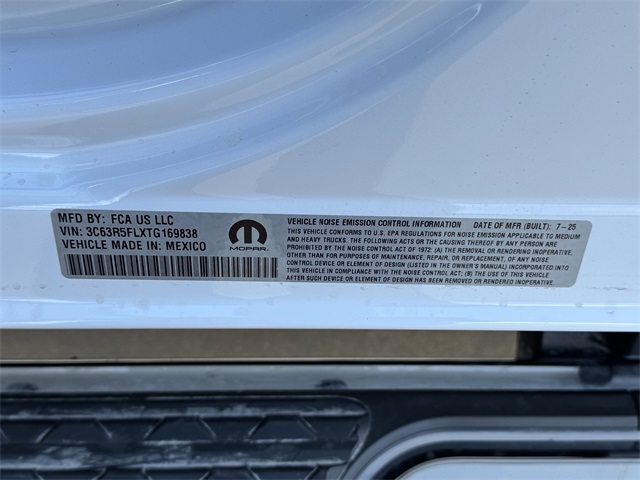 MFD BY: FCA US LLC
VIN: 3C63R5FLXTG169838
VEHICLE MADE IN: MEXICO
MOPAR
VEHICLE NOISE EMISSION CONTROL INFORMATION DATE OF MFR (BUILT): 7-25
THIS VEHICLE CONFORMS TO U.S. EPA REGULATIONS FOR NOISE EMISSION APPLICABLE TO MEDIUM
AND HEAVY TRUCKS. THE FOLLOWING ACTS OR THE CAUSING THEREOF BY ANY PERSON ARE
PROHIBITED BY THE NOISE CONTROL ACT OF 1972: (A) THE REMOVAL OR RENDERING INOPERATIVE,
OTHER THAN FOR PURPOSES OF MAINTENANCE, REPAIR, OR REPLACEMENT, OF ANY NOISE
CONTROL DEVICE OR ELEMENT OF DESIGN (LISTED IN THE OWNER'S MANUAL) INCORPORATED INTO
THIS VEHICLE IN COMPLIANCE WITH THE NOISE CONTROL ACT; (B) THE USE OF THIS VEHICLE
AFTER SUCH DEVICE OR ELEMENT OF DESIGN HAS BEEN REMOVED OR RENDERED INOPERATIVE